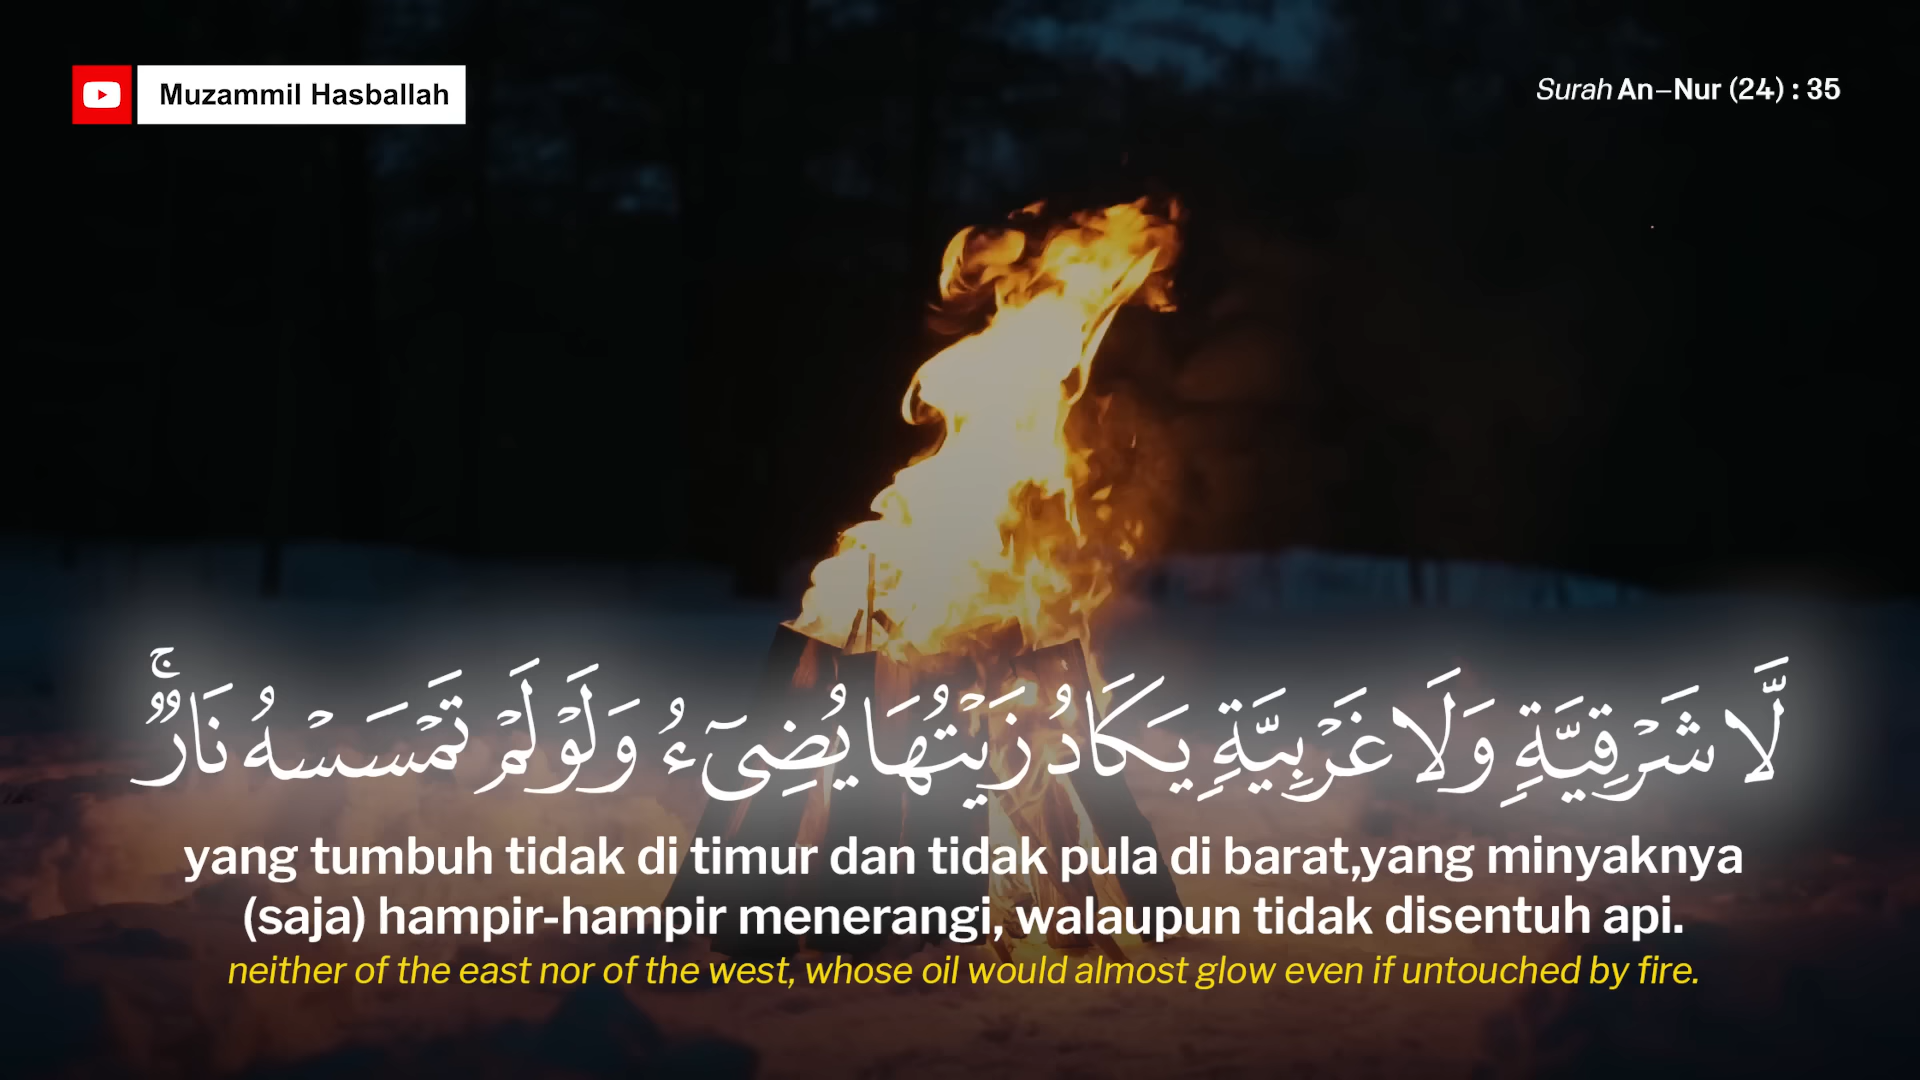 Muzammil Hasballah
Surah An–Nur (24) : 35
لَّا شَرْقِيَّةٍ وَلَا غَرْبِيَّةٍ يَكَادُ زَيْتُهَا يُضِىٓءُ وَلَوْ لَمْ تَمْسَسْهُ نَارٌۭ ۚ
yang tumbuh tidak di timur dan tidak pula di barat,yang minyaknya
(saja) hampir-hampir menerangi, walaupun tidak disentuh api.
neither of the east nor of the west, whose oil would almost glow even if untouched by fire.